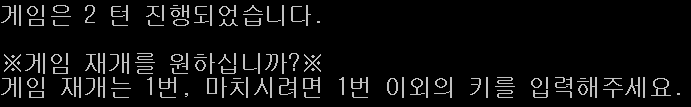 게임은 2 턴 진행되었습니다.
※게임 재개를 원하십니까?※
게임 재개는 1번, 마치시려면 1번 이외의 키를 입력해주세요.